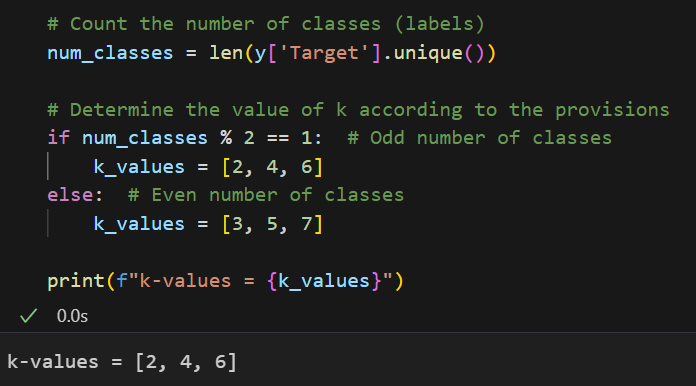 # Count the number of classes (labels)
num_classes = len(y['Target'].unique())
# Determine the value of k according to the provisions
if num_classes % 2 == 1:  # Odd number of classes
    k_values = [2, 4, 6]
else:  # Even number of classes
    k_values = [3, 5, 7]
print(f"k-values = {k_values}")
0.0s
k-values = [2, 4, 6]